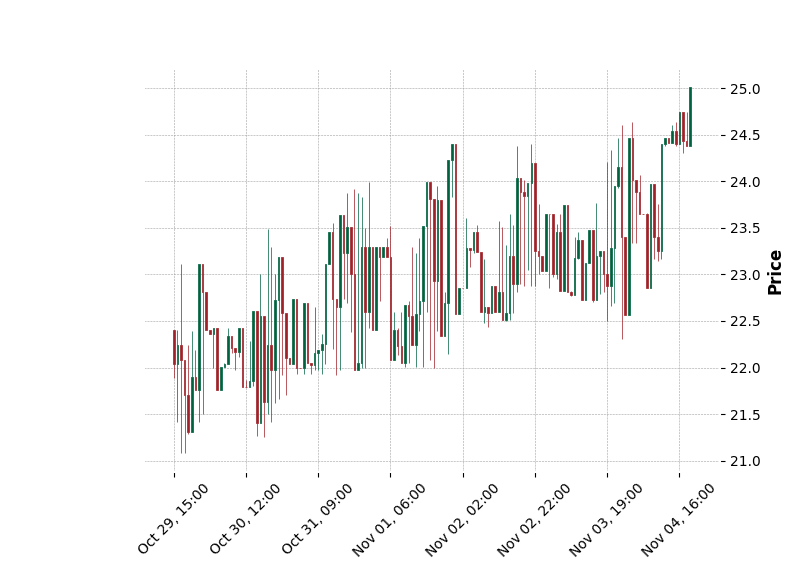 25.0
24.5
24.0
23.5
23.0
22.5
22.0
21.5
21.0
Price
Oct 29, 15:00
Oct 30, 12:00
Oct 31, 09:00
Nov 01, 06:00
Nov 02, 02:00
Nov 02, 22:00
Nov 03, 19:00
Nov 04, 16:00